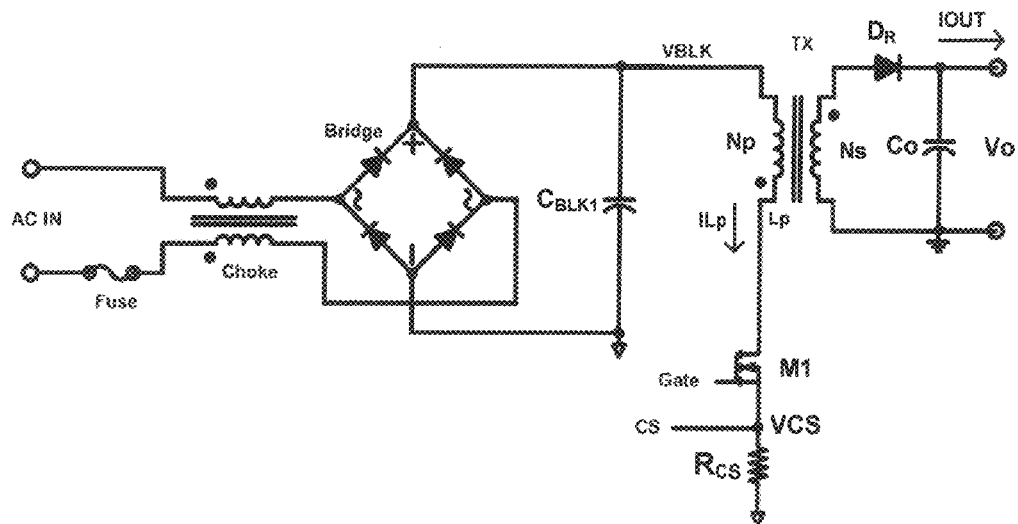 IOUT
DR
TX
VBLK
Bridge
+
Np
Ns
Co
Vo
CBLK1
AC IN
ILp
Lp
Choke
Fuse
M1
Gate
CS
VCS
RCS